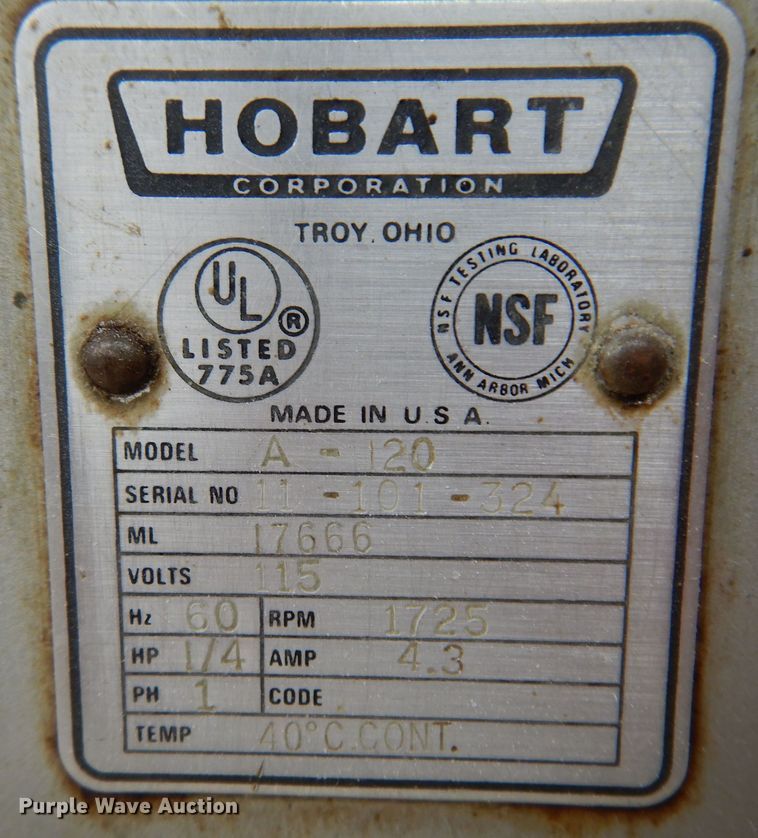 HOBART
CORPORATION
TROY, OHIO
UL ®
LISTED
775A
NSF TESTING LABORATORY
NSF
ANN ARBOR MICH
MADE IN U.S.A.
MODEL A - 120
SERIAL NO 11 - 101 - 324
ML 17666
VOLTS 115
Hz 60 RPM 1725
HP 1/4 AMP 4.3
PH 1 CODE
TEMP 40°C.CONT.
Purple Wave Auction